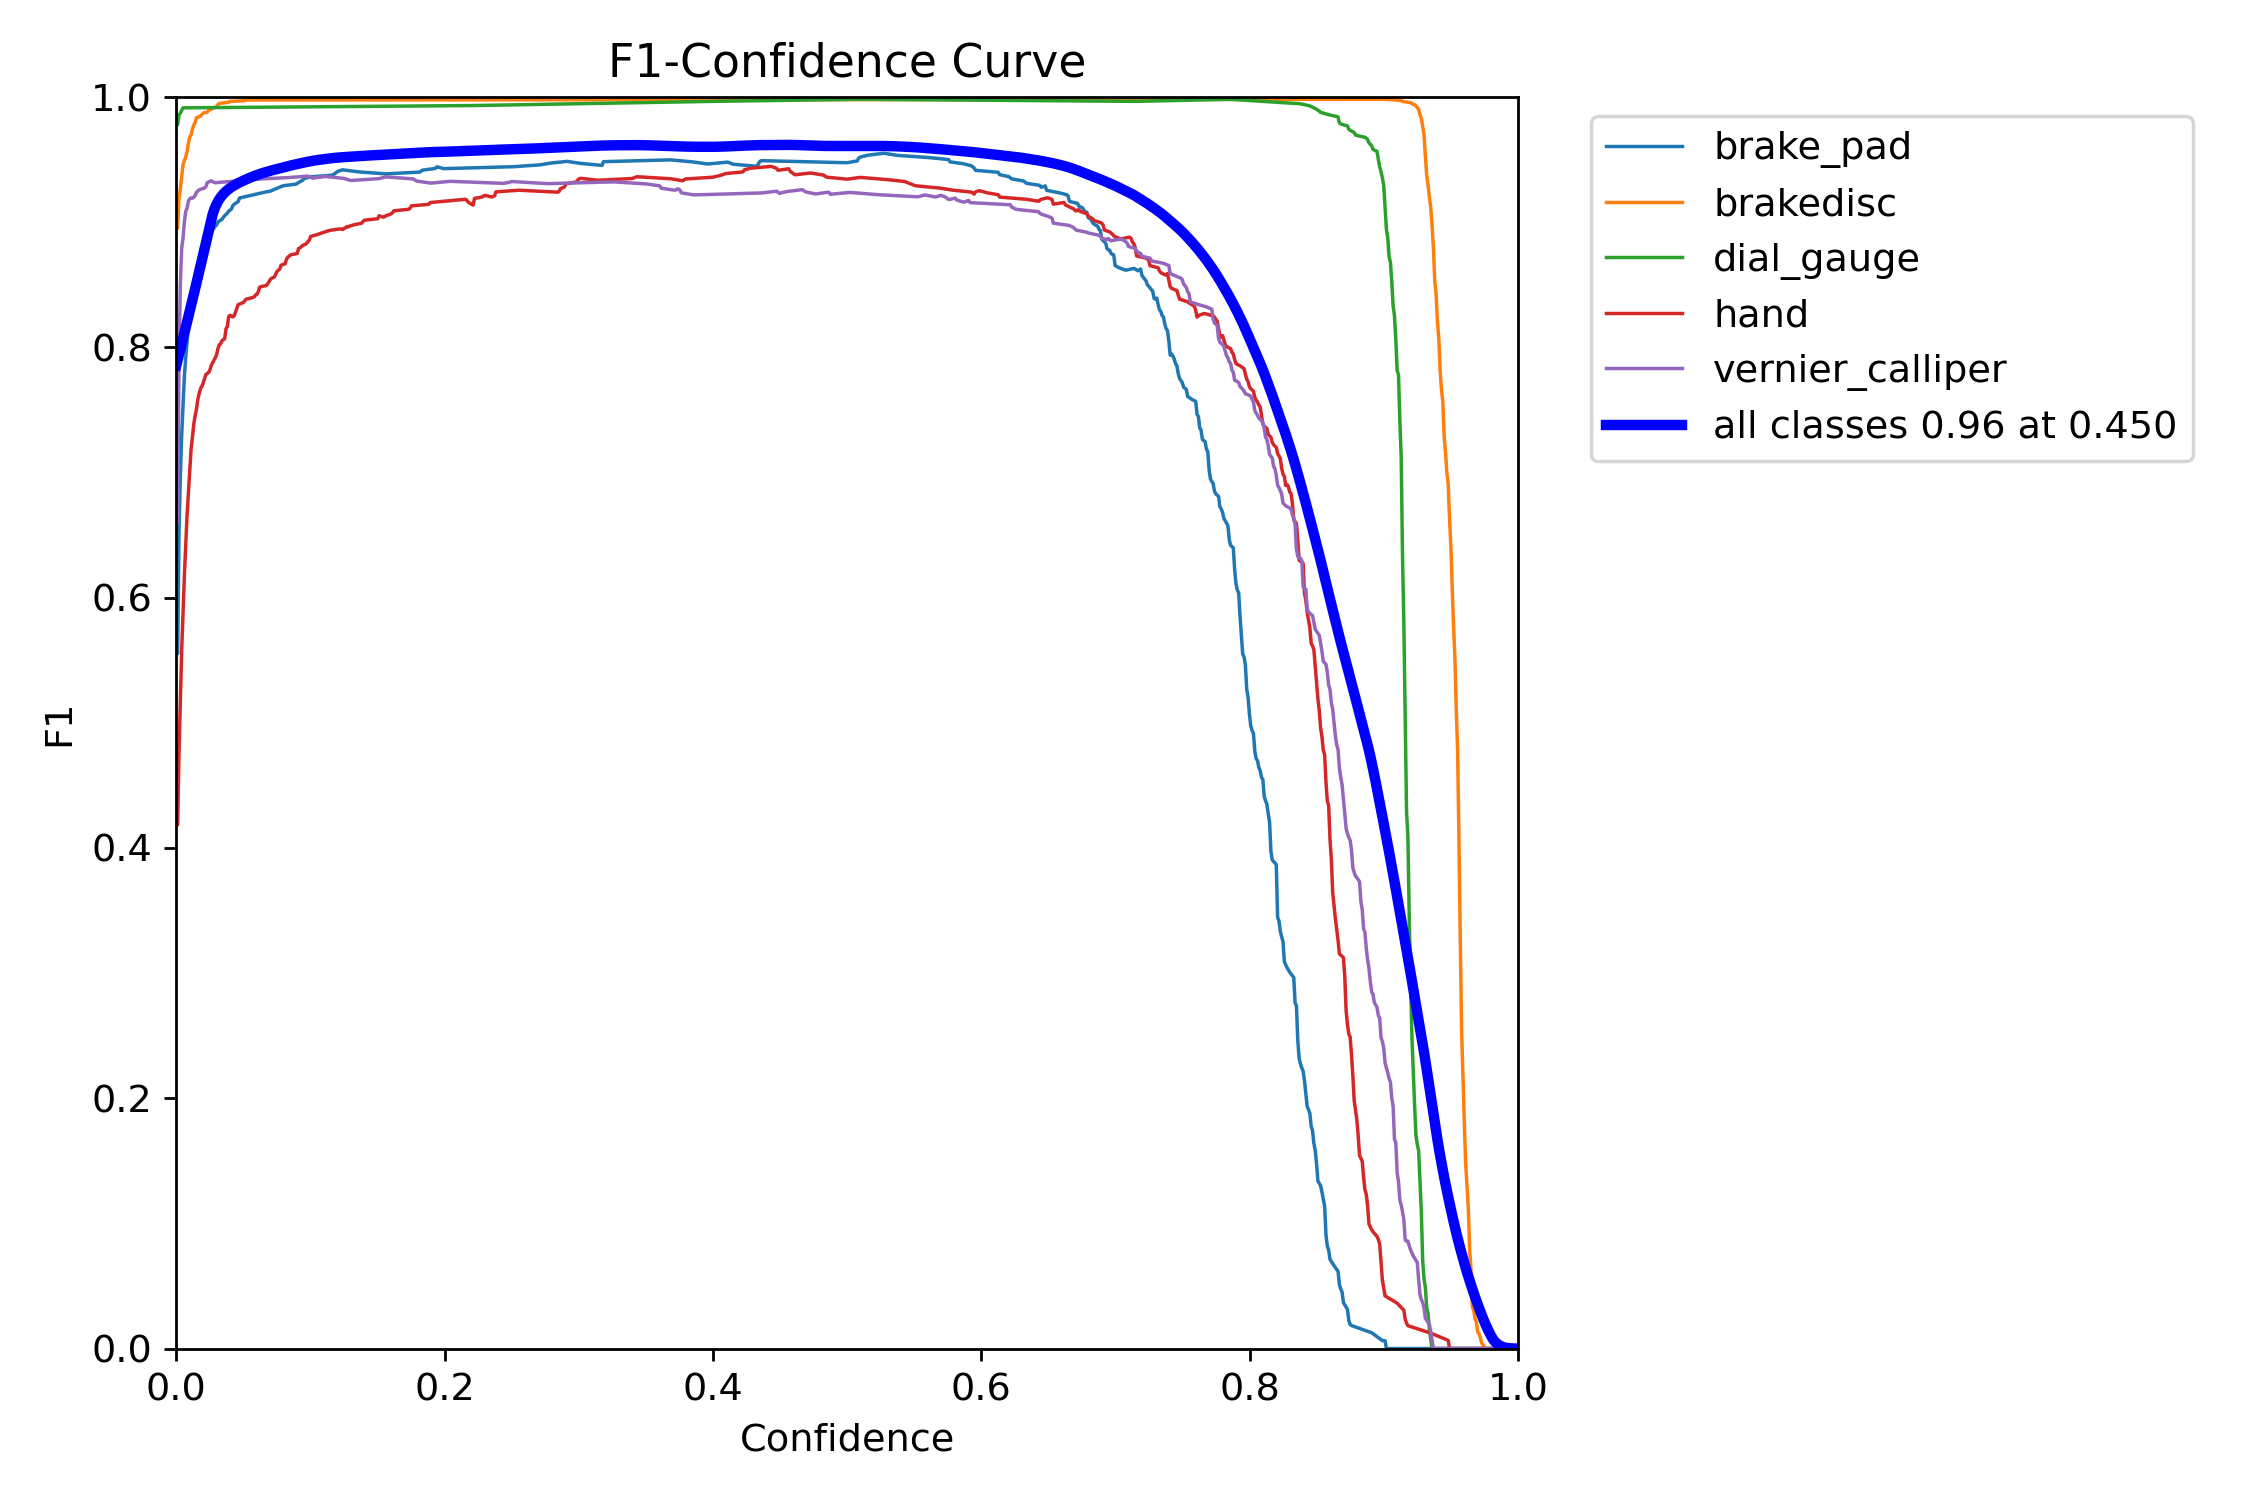 F1-Confidence Curve
1.0
0.8
0.6
0.4
0.2
0.0
F1
0.0 0.2 0.4 0.6 0.8 1.0
Confidence
brake_pad
brakedisc
dial_gauge
hand
vernier_calliper
all classes 0.96 at 0.450